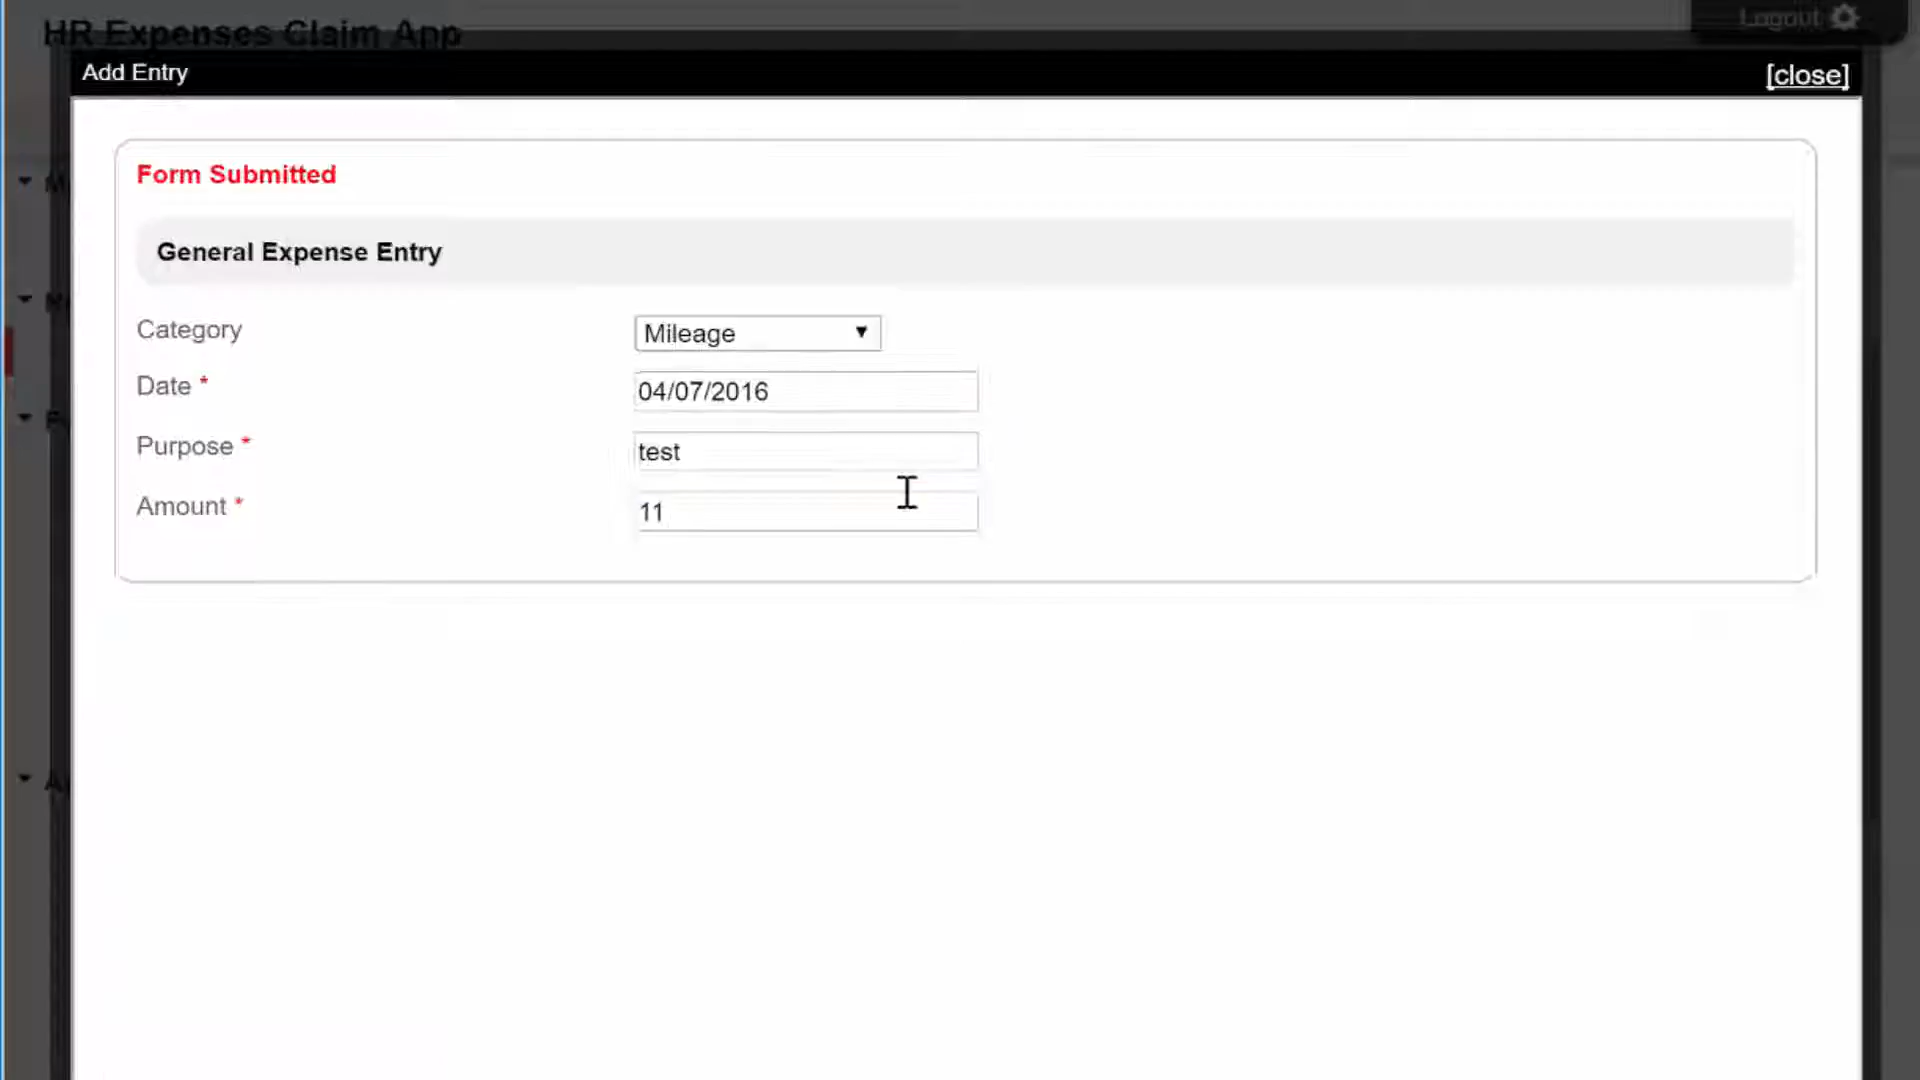 HR Expenses Claim App
Logout
Add Entry
[close]
Form Submitted
General Expense Entry
Category
Mileage
Date *
04/07/2016
Purpose *
test
Amount *
11